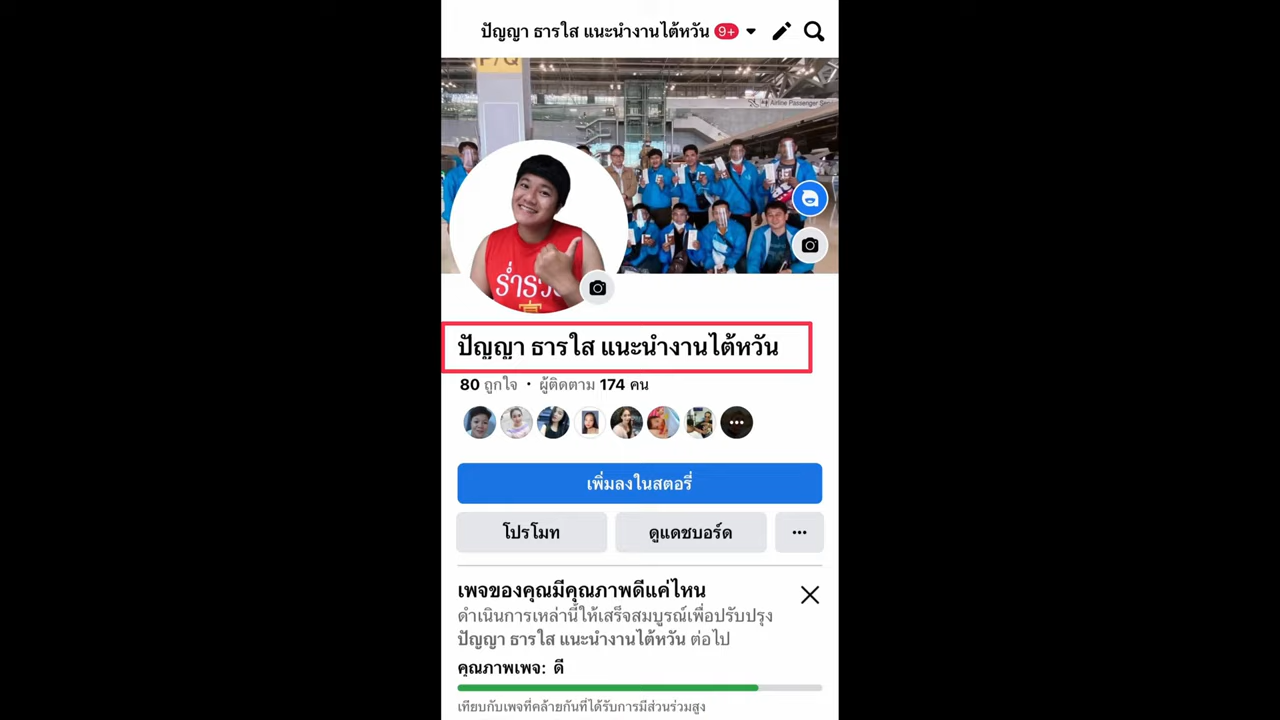 ปัญญา ธารใส แนะนำงานไต้หวัน 9+
P/Q
Airline Passenger
ร่ำรวย
ปัญญา ธารใส แนะนำงานไต้หวัน
80 ถูกใจ · ผู้ติดตาม 174 คน
เพิ่มลงในสตอรี่
โปรโมท
ดูแดชบอร์ด
เพจของคุณมีคุณภาพดีแค่ไหน
ดำเนินการเหล่านี้ให้เสร็จสมบูรณ์เพื่อปรับปรุง
ปัญญา ธารใส แนะนำงานไต้หวัน ต่อไป
คุณภาพเพจ: ดี
เทียบกับเพจที่คล้ายกันที่ได้รับการมีส่วนร่วมสูง